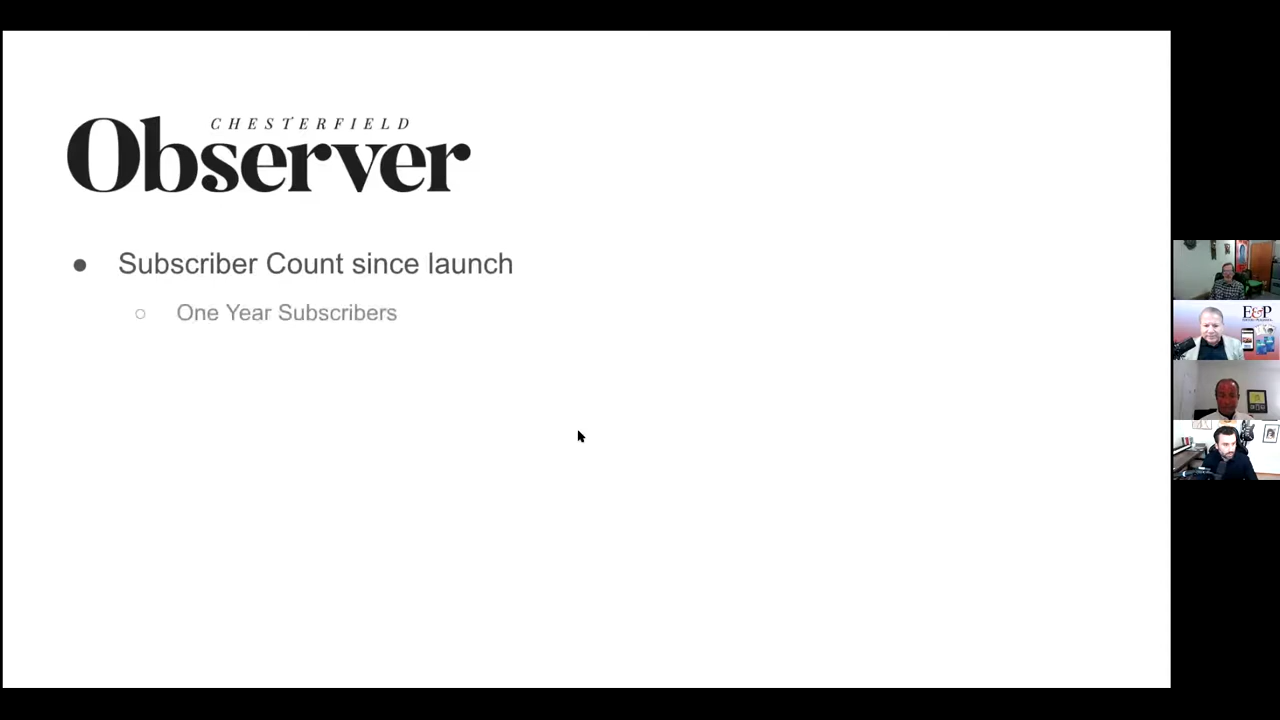 CHESTERFIELD
Observer
● Subscriber Count since launch
○ One Year Subscribers
E&P